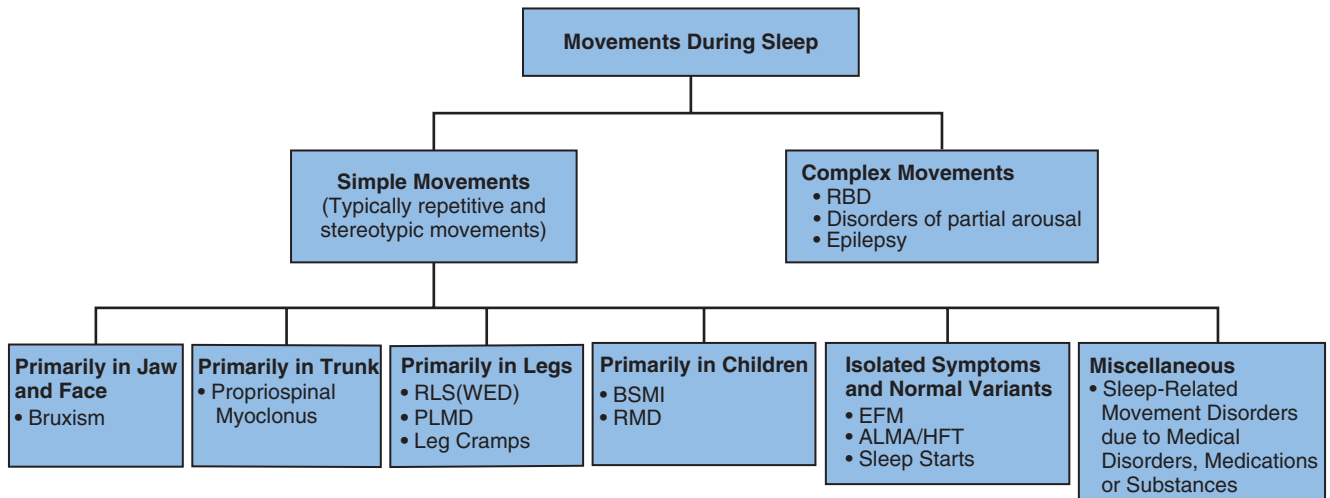 Movements During Sleep
Simple Movements
(Typically repetitive and
stereotypic movements)
Complex Movements
• RBD
• Disorders of partial arousal
• Epilepsy
Primarily in Jaw
and Face
• Bruxism
Primarily in Trunk
• Propriospinal
Myoclonus
Primarily in Legs
• RLS(WED)
• PLMD
• Leg Cramps
Primarily in Children
• BSMI
• RMD
Isolated Symptoms
and Normal Variants
• EFM
• ALMA/HFT
• Sleep Starts
Miscellaneous
• Sleep-Related
Movement Disorders
due to Medical
Disorders, Medications
or Substances